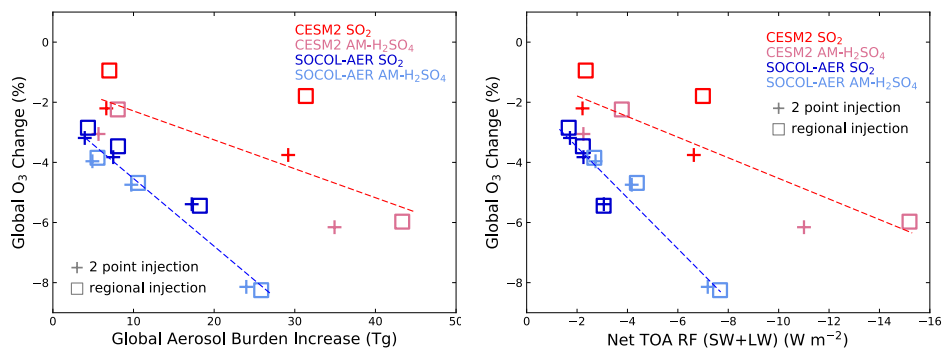 CESM2 SO₂
CESM2 AM-H₂SO₄
SOCOL-AER SO₂
SOCOL-AER AM-H₂SO₄
2 point injection
regional injection
Global O₃ Change (%)
0
−2
−4
−6
−8
0
10
20
30
40
50
Global Aerosol Burden Increase (Tg)
CESM2 SO₂
CESM2 AM-H₂SO₄
SOCOL-AER SO₂
SOCOL-AER AM-H₂SO₄
2 point injection
regional injection
Global O₃ Change (%)
0
−2
−4
−6
−8
0
−2
−4
−6
−8
−10
−12
−14
−16
Net TOA RF (SW+LW) (W m⁻²)